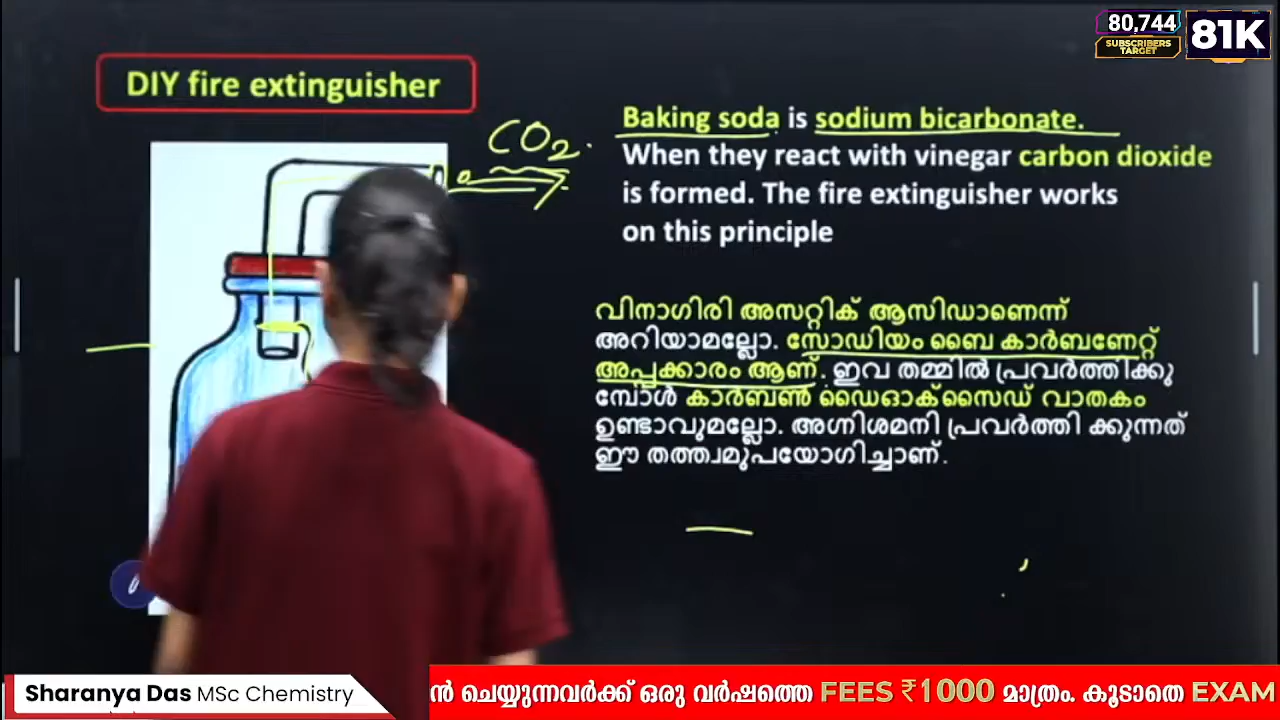 80,744
SUBSCRIBERS
TARGET
81K
DIY fire extinguisher
CO2
Baking soda is sodium bicarbonate.
When they react with vinegar carbon dioxide
is formed. The fire extinguisher works
on this principle
വിനാഗിരി അസറ്റിക് ആസിഡാണെന്ന്
അറിയാമല്ലോ. സോഡിയം ബൈ കാർബണേറ്റ്
അപ്പക്കാരം ആണ്. ഇവ തമ്മിൽ പ്രവർത്തിക്കു
മ്പോൾ കാർബൺ ഡൈഓക്സൈഡ് വാതകം
ഉണ്ടാവുമല്ലോ. അഗ്നിശമനി പ്രവർത്തി ക്കുന്നത്
ഈ തത്ത്വമുപയോഗിച്ചാണ്.
Sharanya Das MSc Chemistry
ൻ ചെയ്യുന്നവർക്ക് ഒരു വർഷത്തെ FEES ₹1000 മാത്രം. കൂടാതെ EXAM